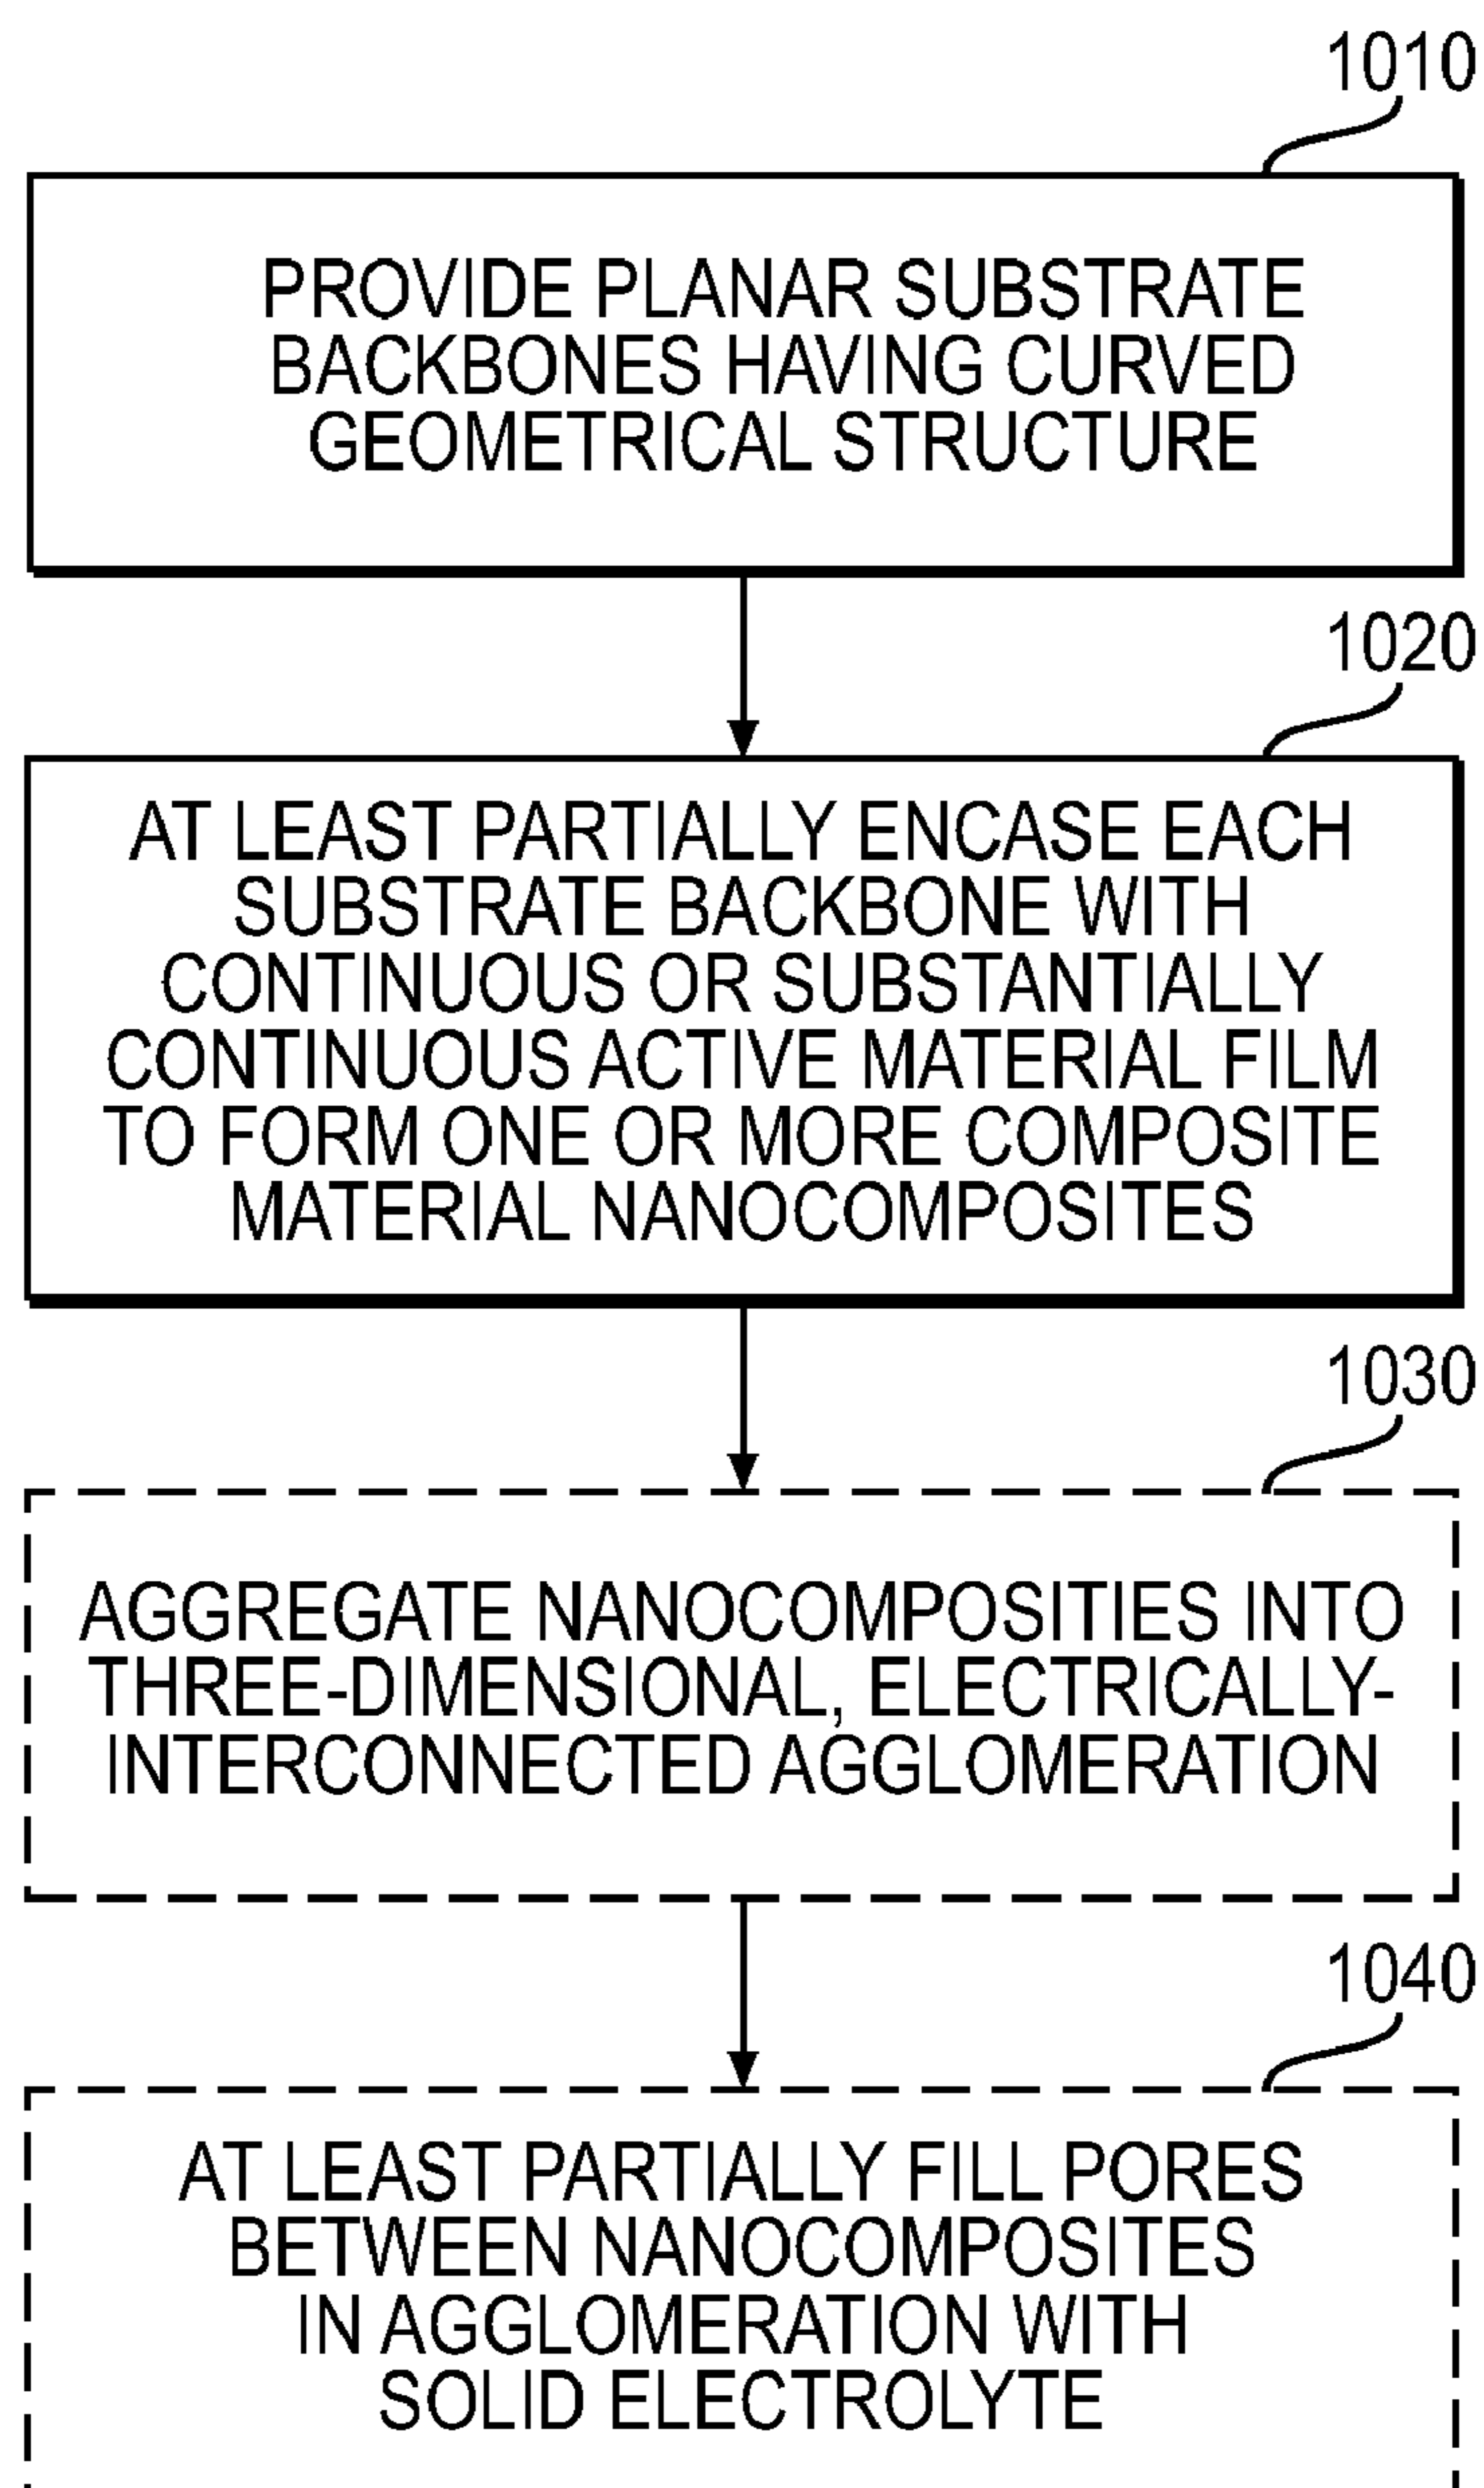 1010
PROVIDE PLANAR SUBSTRATE
BACKBONES HAVING CURVED
GEOMETRICAL STRUCTURE
1020
AT LEAST PARTIALLY ENCASE EACH
SUBSTRATE BACKBONE WITH
CONTINUOUS OR SUBSTANTIALLY
CONTINUOUS ACTIVE MATERIAL FILM
TO FORM ONE OR MORE COMPOSITE
MATERIAL NANOCOMPOSITES
1030
AGGREGATE NANOCOMPOSITIES INTO
THREE-DIMENSIONAL, ELECTRICALLY-
INTERCONNECTED AGGLOMERATION
1040
AT LEAST PARTIALLY FILL PORES
BETWEEN NANOCOMPOSITES
IN AGGLOMERATION WITH
SOLID ELECTROLYTE